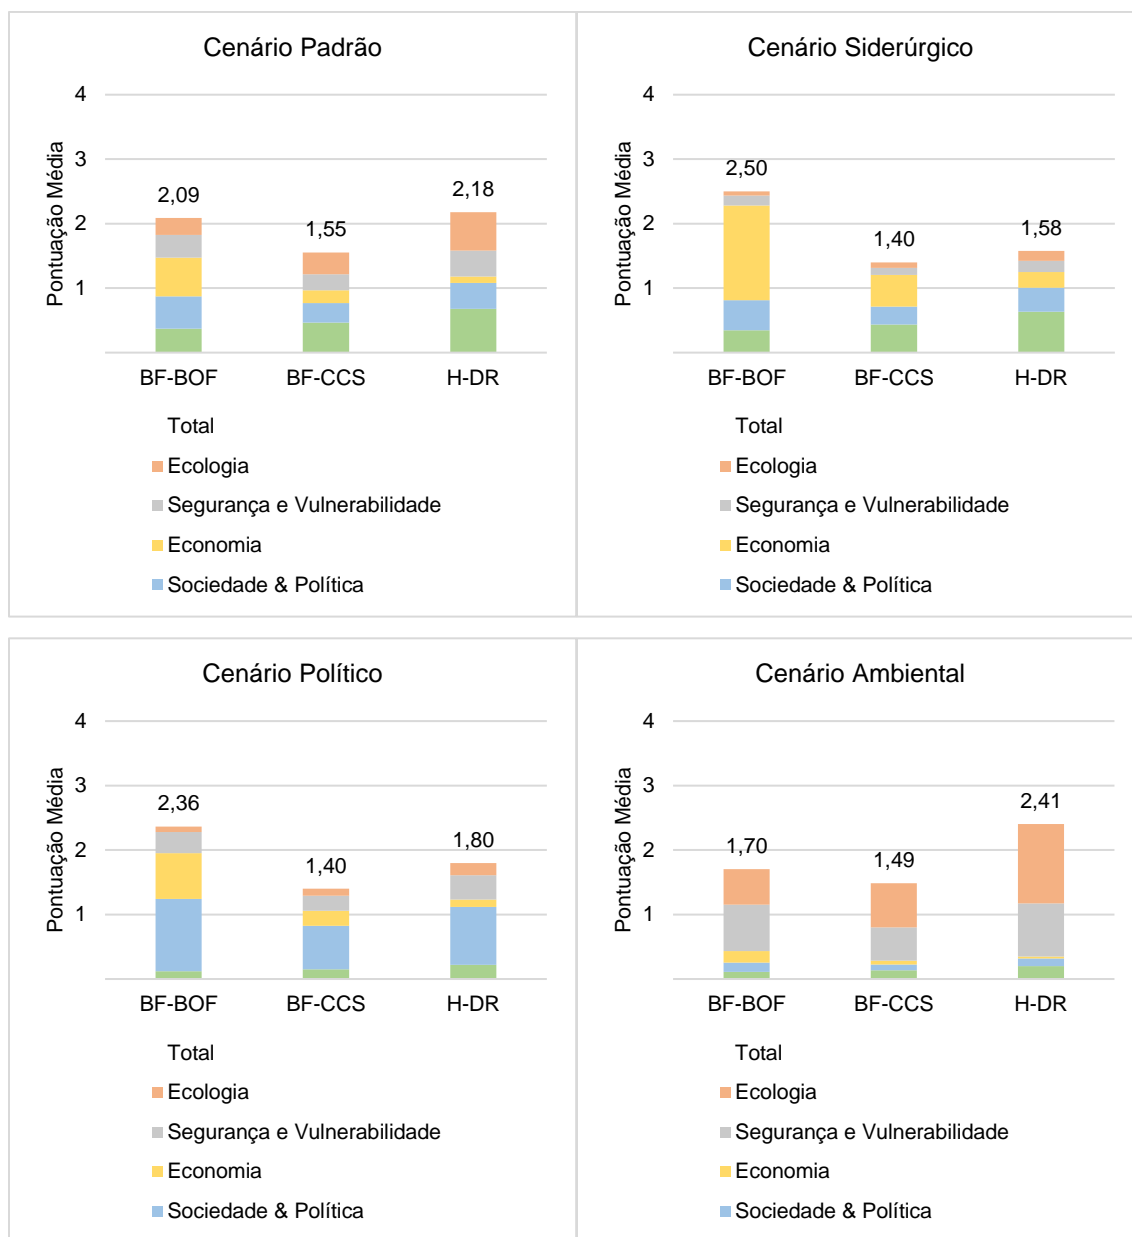 Cenário Padrão
Pontuação Média
4
3
2
1
2,09
1,55
2,18
BF-BOF
BF-CCS
H-DR
Total
Ecologia
Segurança e Vulnerabilidade
Economia
Sociedade & Política
Cenário Siderúrgico
Pontuação Média
4
3
2
1
2,50
1,40
1,58
BF-BOF
BF-CCS
H-DR
Total
Ecologia
Segurança e Vulnerabilidade
Economia
Sociedade & Política
Cenário Político
Pontuação Média
4
3
2
1
2,36
1,40
1,80
BF-BOF
BF-CCS
H-DR
Total
Ecologia
Segurança e Vulnerabilidade
Economia
Sociedade & Política
Cenário Ambiental
Pontuação Média
4
3
2
1
1,70
1,49
2,41
BF-BOF
BF-CCS
H-DR
Total
Ecologia
Segurança e Vulnerabilidade
Economia
Sociedade & Política